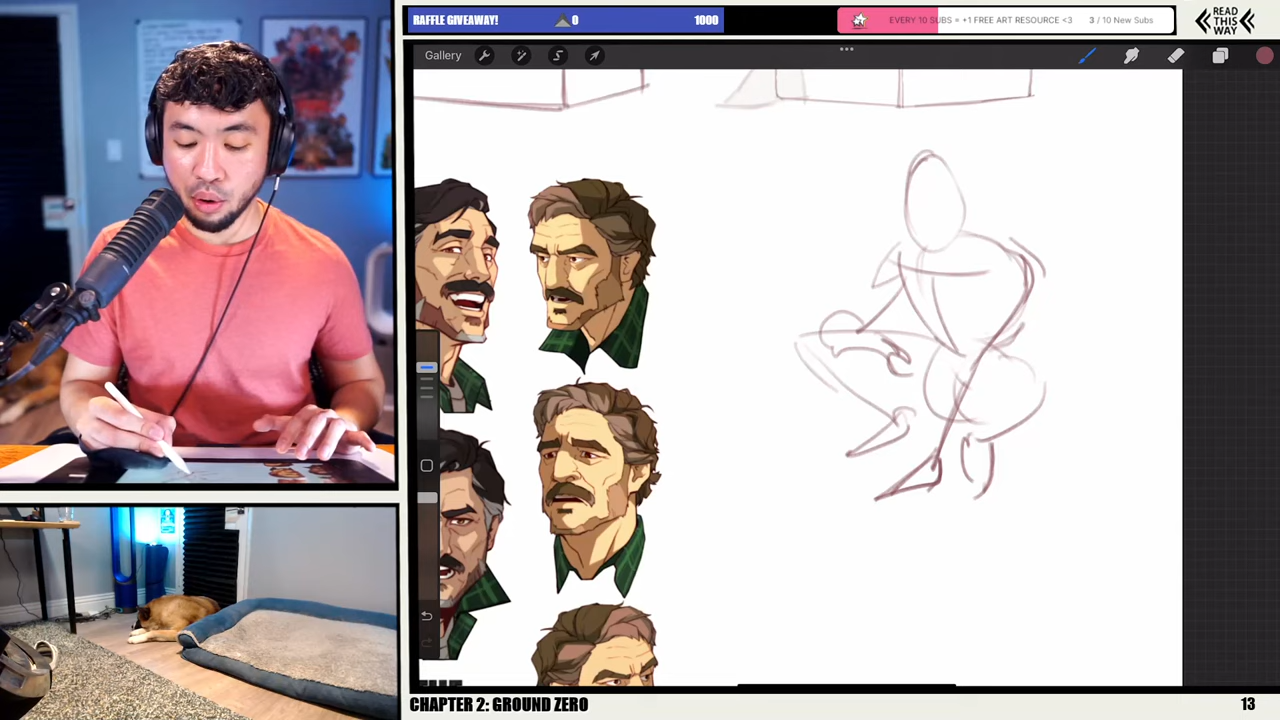 RAFFLE GIVEAWAY!
0
1000
EVERY 10 SUBS = +1 FREE ART RESOURCE <3
3 / 10 New Subs
READ
THIS
WAY
Gallery
CHAPTER 2: GROUND ZERO
13